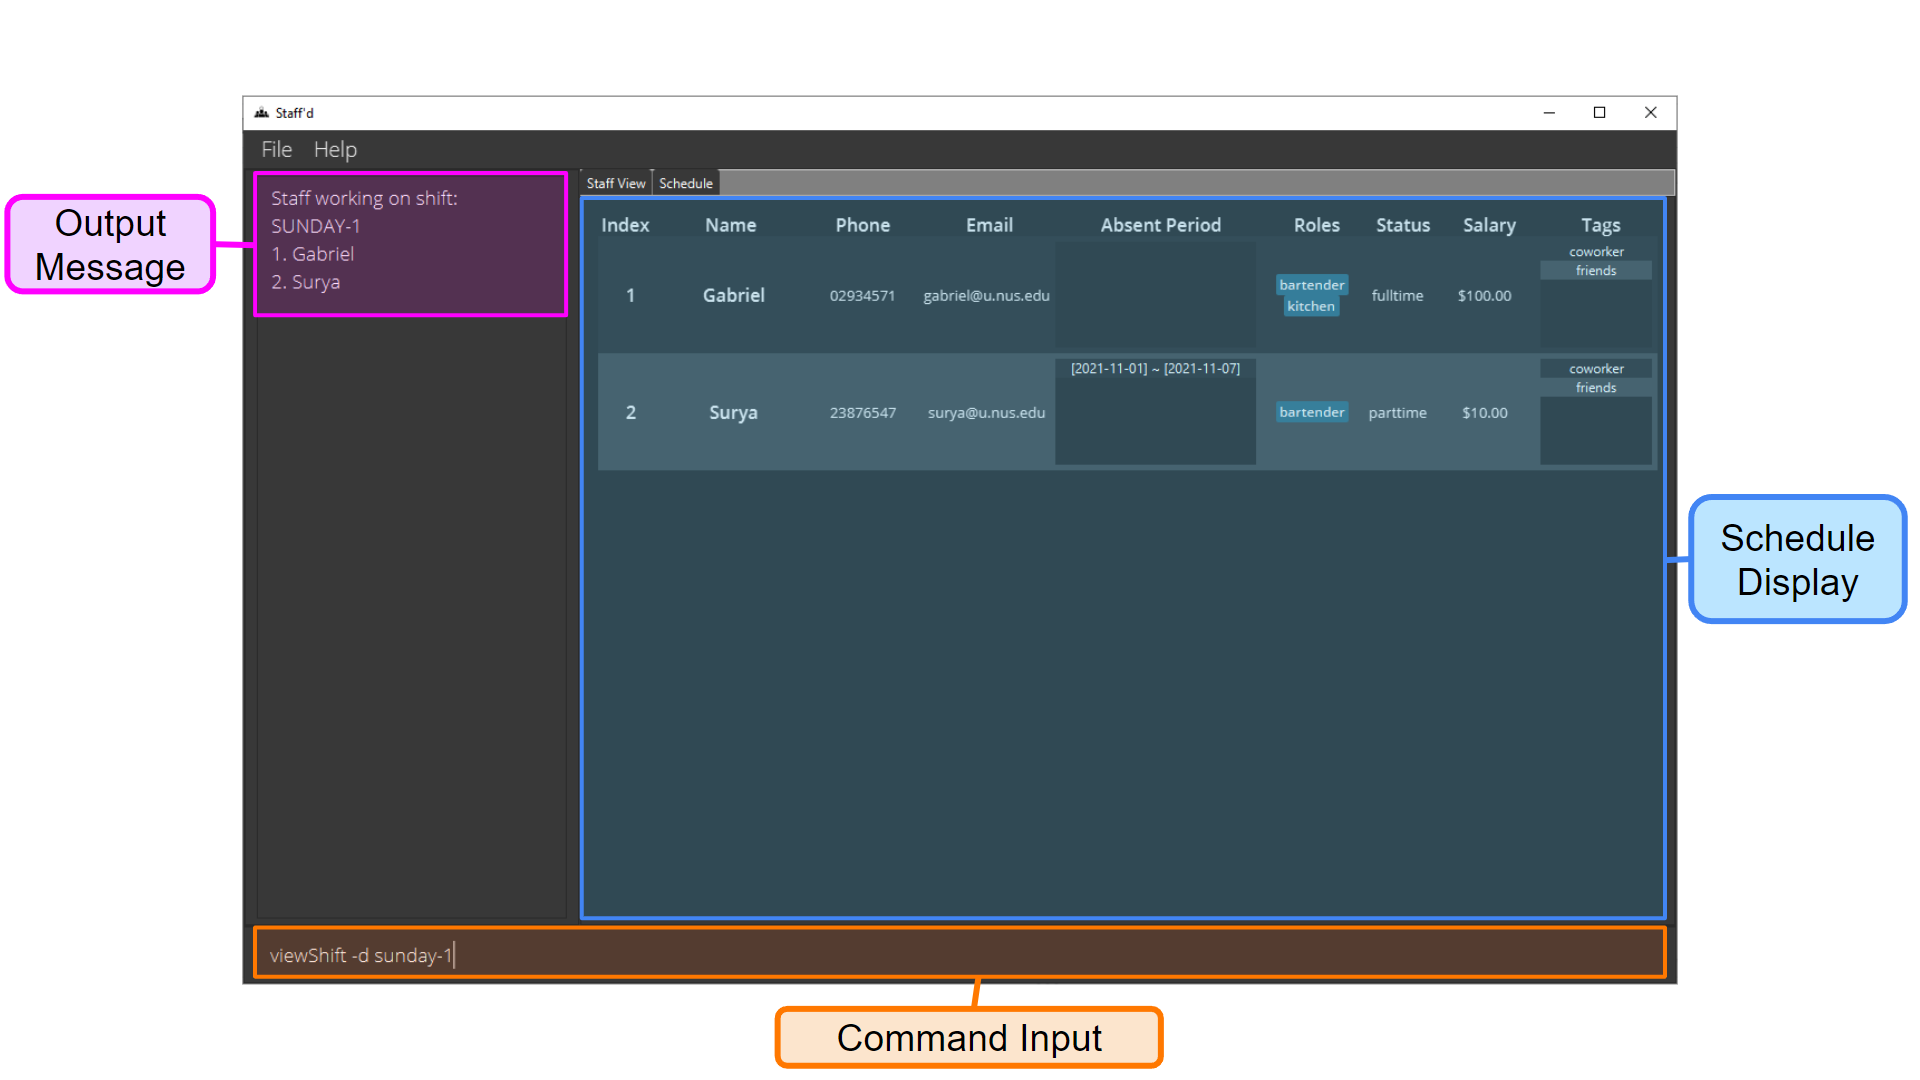 Staff'd
File Help
Output
Message
Staff working on shift:
SUNDAY-1
1. Gabriel
2. Surya
Staff View Schedule
Index Name Phone Email Absent Period Roles Status Salary Tags
1 Gabriel 02934571 gabriel@u.nus.edu bartender kitchen fulltime $100.00 coworker friends
2 Surya 23876547 surya@u.nus.edu [2021-11-01] ~ [2021-11-07] bartender parttime $10.00 coworker friends
Schedule
Display
viewShift -d sunday-1
Command Input